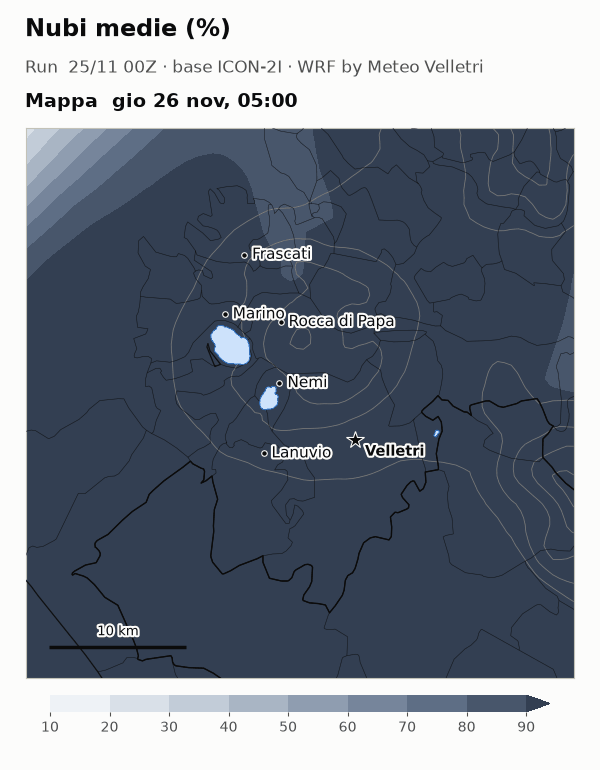 Nubi medie (%)
Run  25/11 00Z · base ICON-2I · WRF by Meteo Velletri
Mappa  gio 26 nov, 05:00
Frascati
Marino
Rocca di Papa
Nemi
Velletri
Lanuvio
10 km
10 20 30 40 50 60 70 80 90